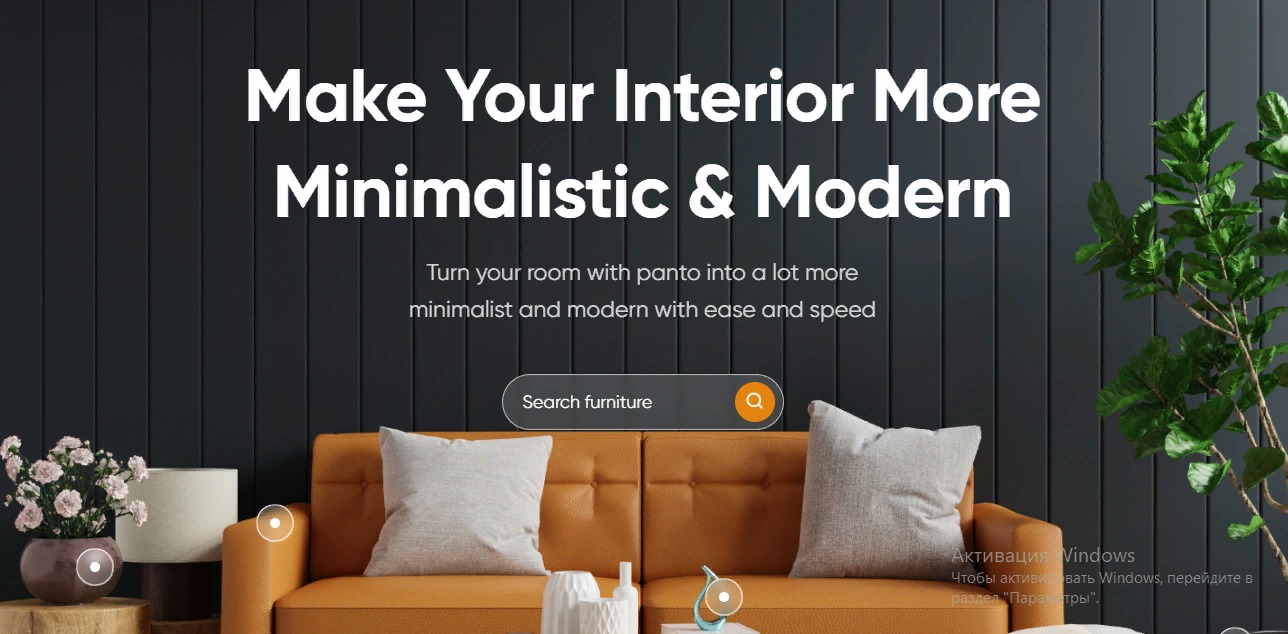 Make Your Interior More
Minimalistic & Modern
Turn your room with panto into a lot more
minimalist and modern with ease and speed
Search furniture
Активация Windows
Чтобы активировать Windows, перейдите в
раздел "Параметры".